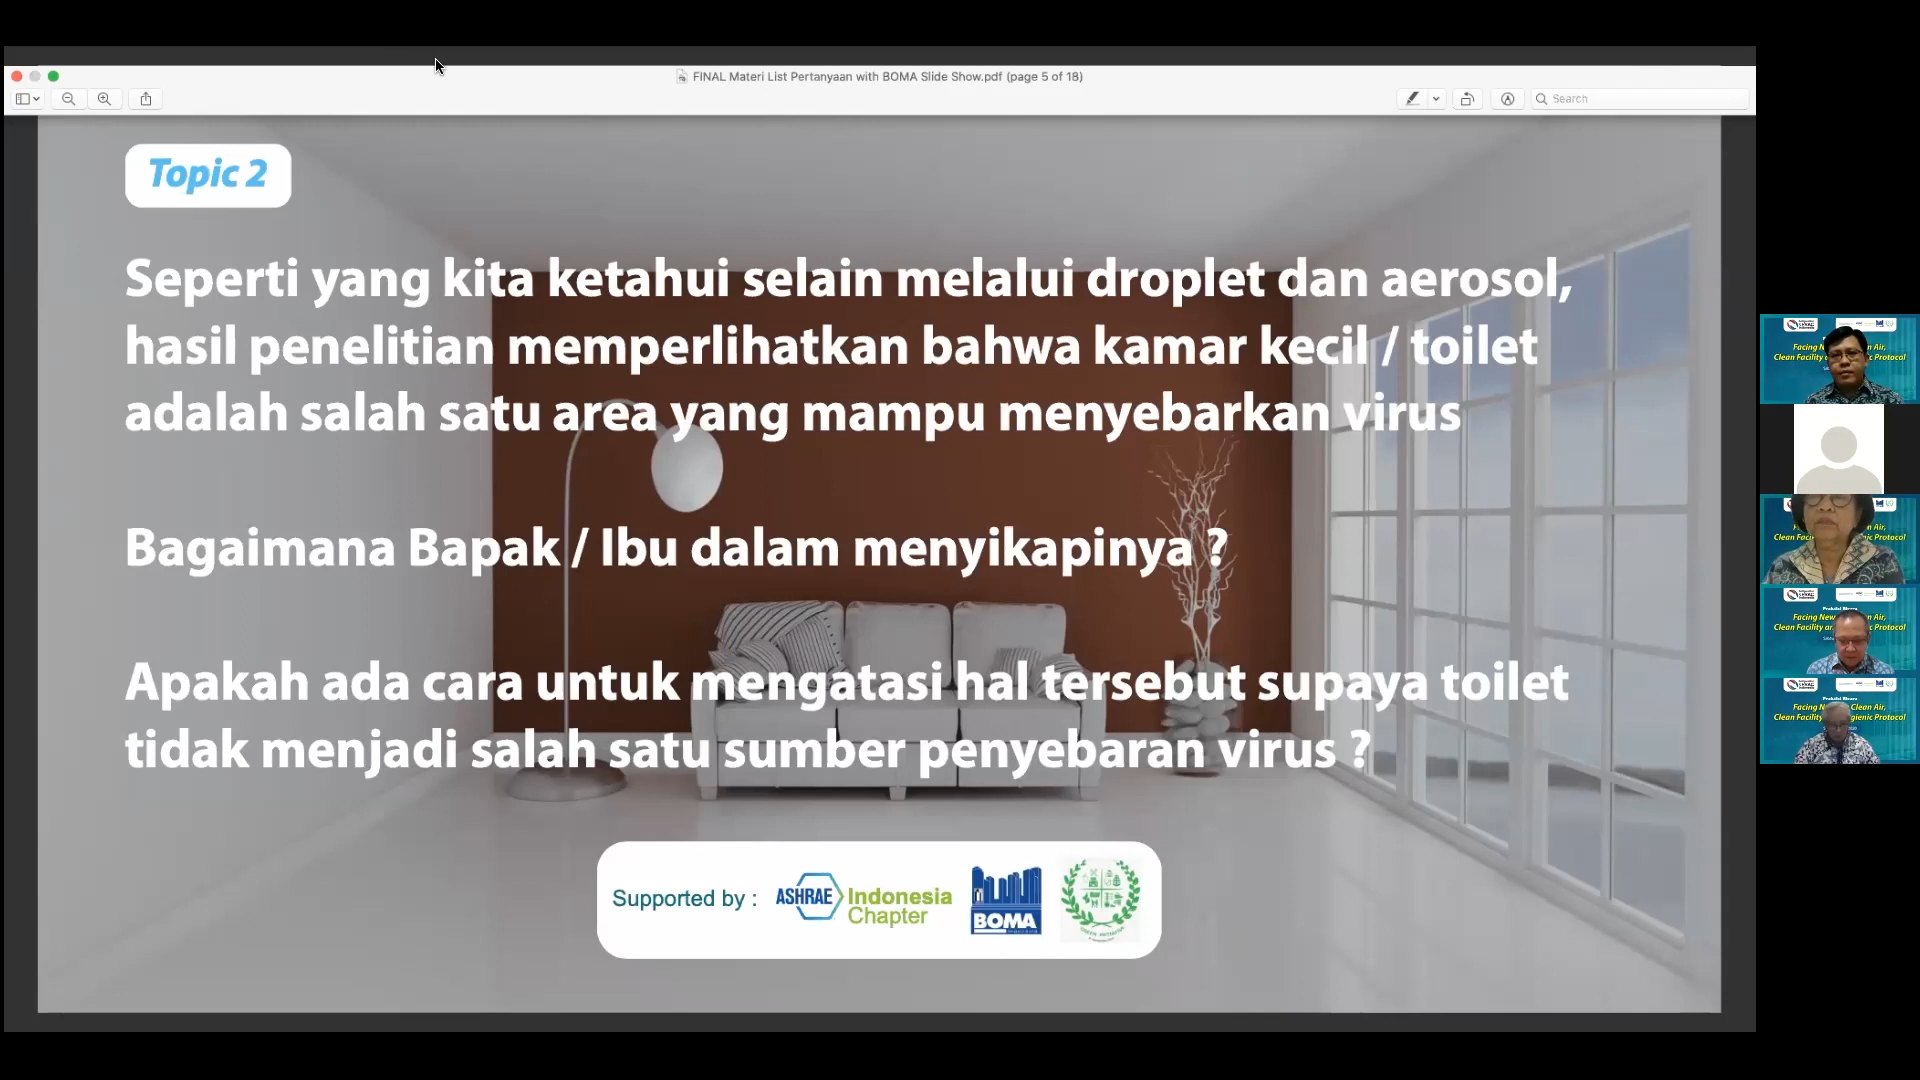 FINAL Materi List Pertanyaan with BOMA Slide Show.pdf (page 5 of 18)
Search
Topic 2
Seperti yang kita ketahui selain melalui droplet dan aerosol,
hasil penelitian memperlihatkan bahwa kamar kecil / toilet
adalah salah satu area yang mampu menyebarkan virus
Bagaimana Bapak / Ibu dalam menyikapinya ?
Apakah ada cara untuk mengatasi hal tersebut supaya toilet
tidak menjadi salah satu sumber penyebaran virus ?
Supported by :
ASHRAE
Indonesia
Chapter
BOMA